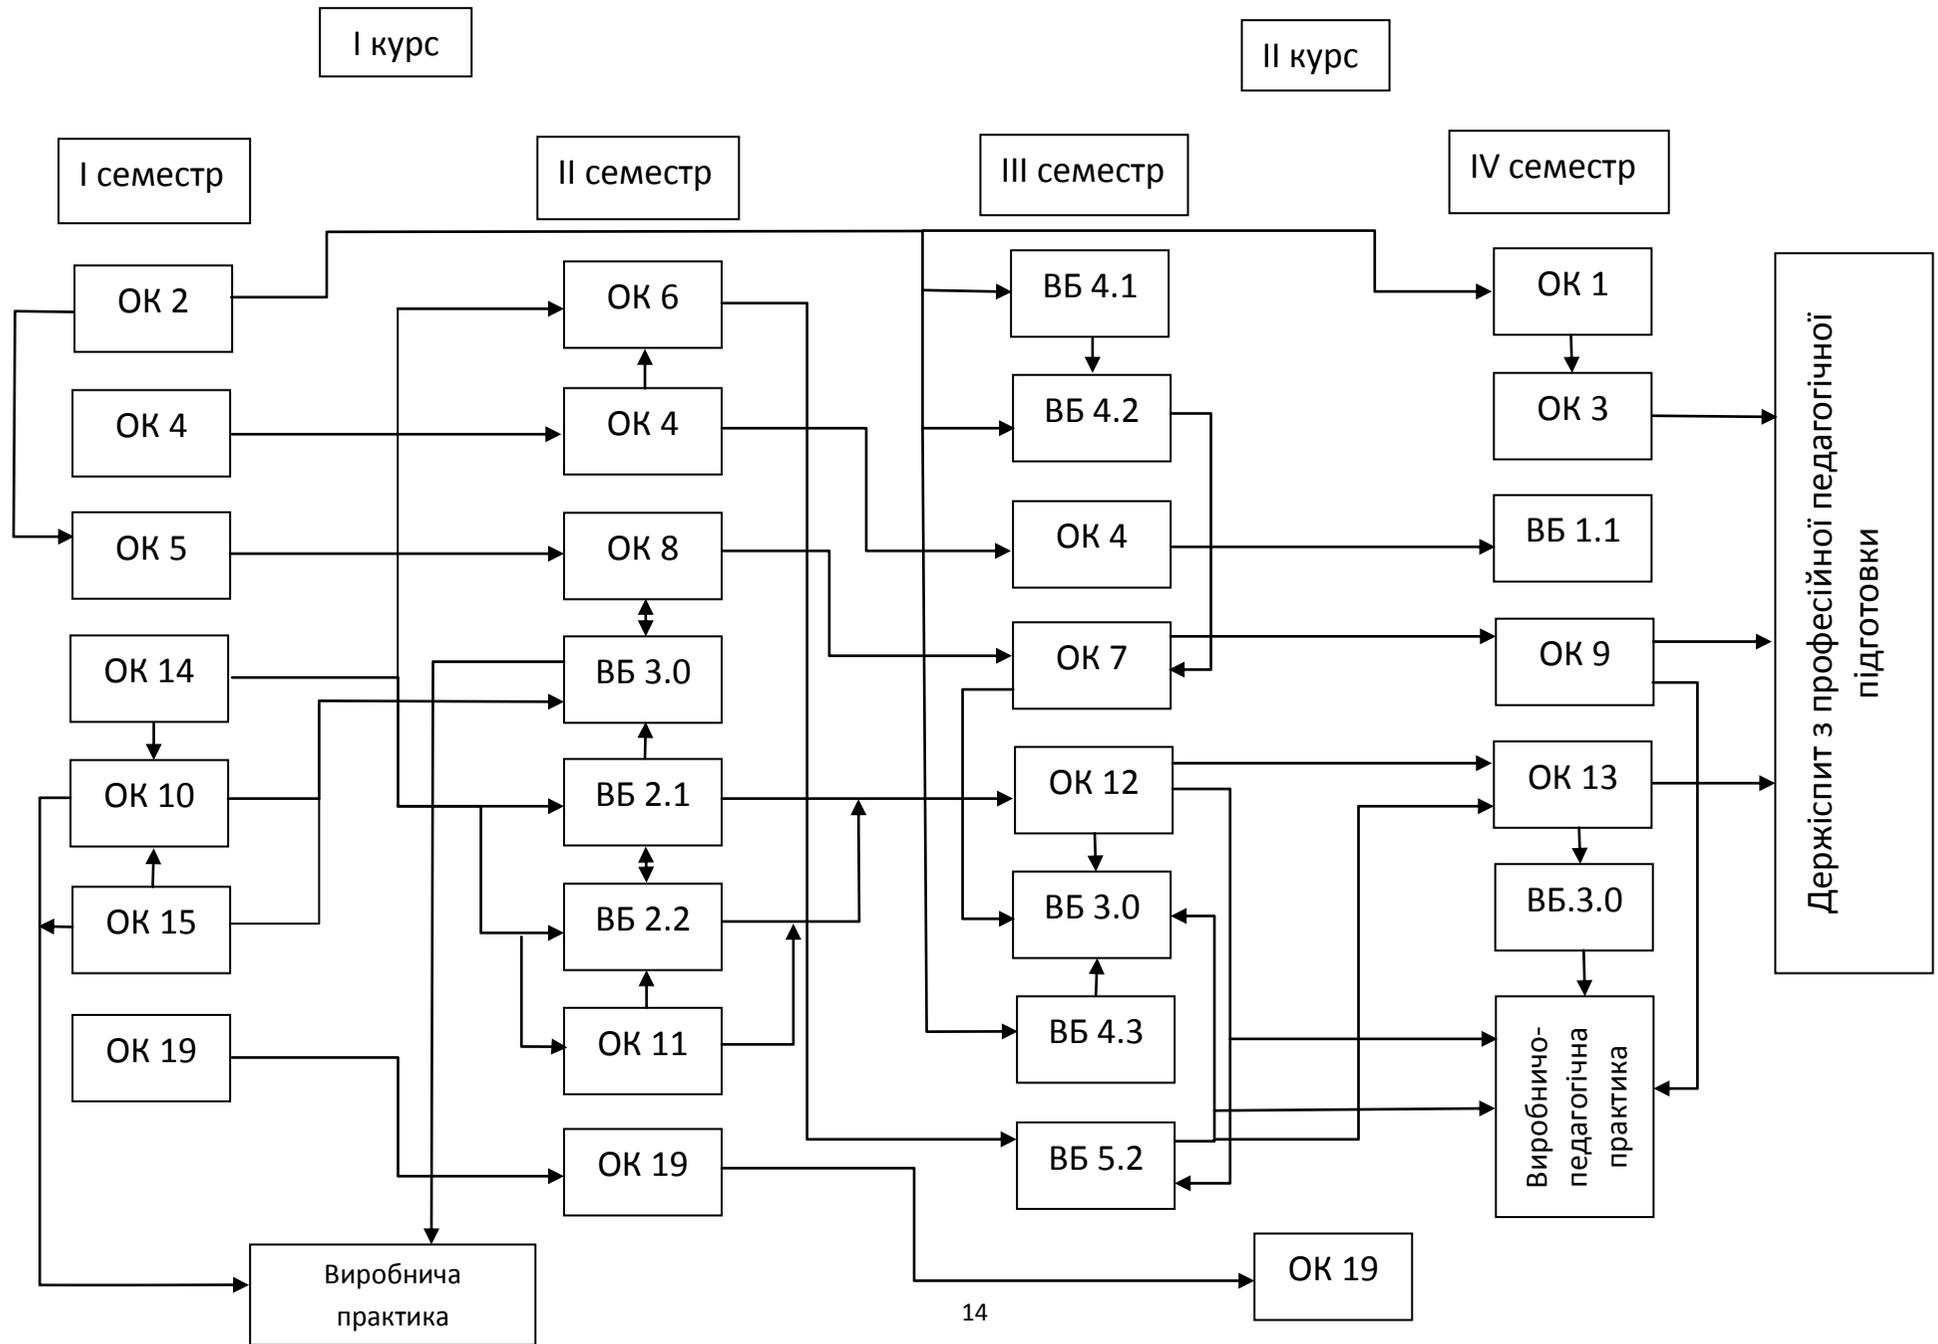 І курс
ІІ курс
І семестр
ІІ семестр
ІІІ семестр
ІV семестр
ОК 2
ОК 4
ОК 5
ОК 14
ОК 10
ОК 15
ОК 19
Виробнича
практика
ОК 6
ОК 4
ОК 8
ВБ 3.0
ВБ 2.1
ВБ 2.2
ОК 11
ОК 19
ВБ 4.1
ВБ 4.2
ОК 4
ОК 7
ОК 12
ВБ 3.0
ВБ 4.3
ВБ 5.2
ОК 19
ОК 1
ОК 3
ВБ 1.1
ОК 9
ОК 13
ВБ.3.0
Виробничо-
педагогічна
практика
Держіспит з професійної педагогічної
підготовки
14